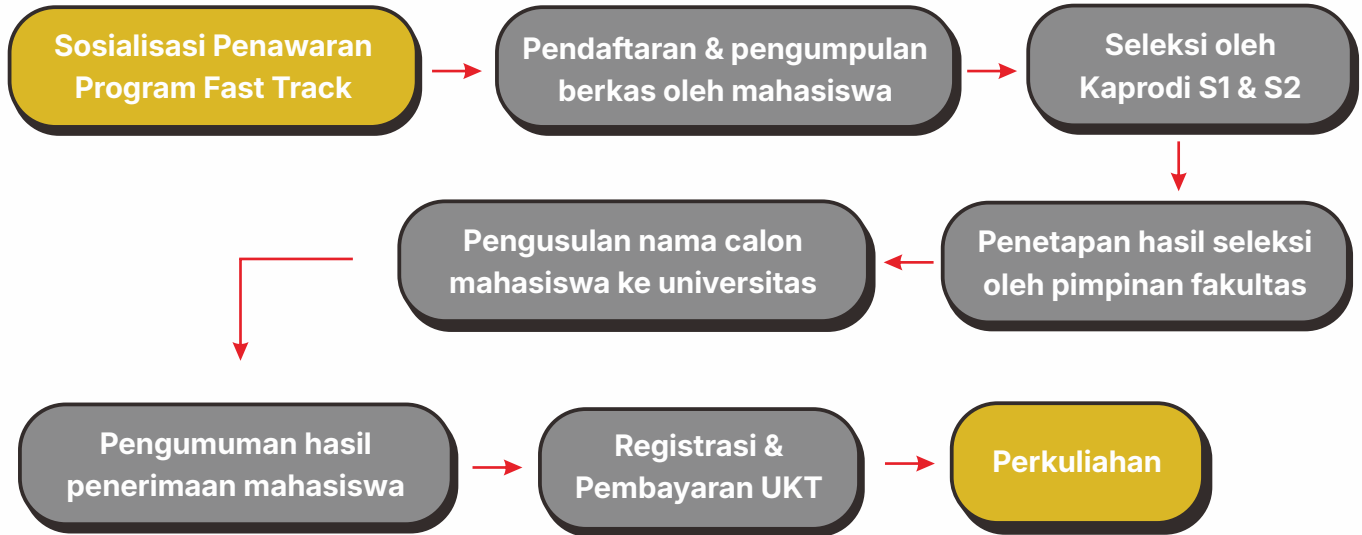 Sosialisasi Penawaran
Program Fast Track
Pendaftaran & pengumpulan
berkas oleh mahasiswa
Seleksi oleh
Kaprodi S1 & S2
Penetapan hasil seleksi
oleh pimpinan fakultas
Pengusulan nama calon
mahasiswa ke universitas
Pengumuman hasil
penerimaan mahasiswa
Registrasi &
Pembayaran UKT
Perkuliahan